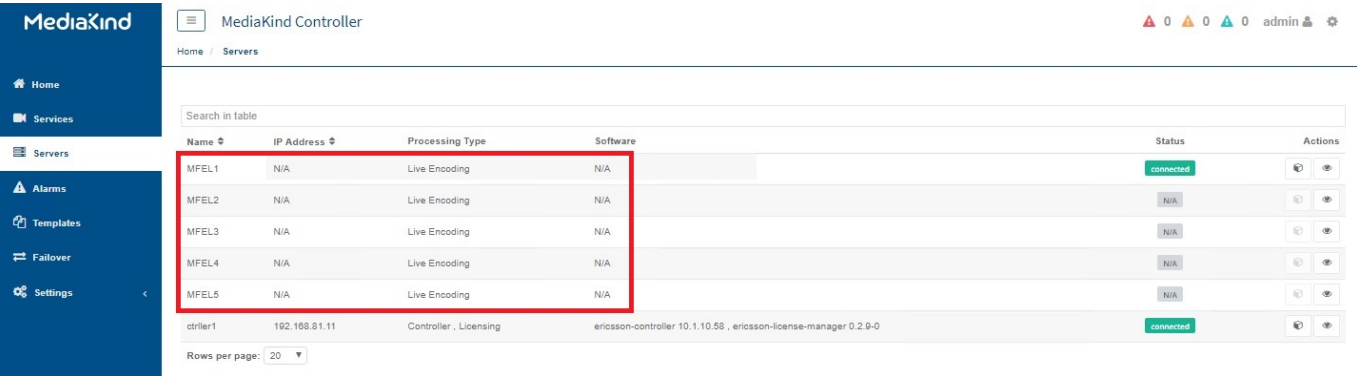 MediaKind
MediaKind Controller
0 0 0 admin
Home / Servers
Home
Services
Servers
Alarms
Templates
Failover
Settings
Search in table
Name IP Address Processing Type Software Status Actions
MFEL1 N/A Live Encoding N/A connected
MFEL2 N/A Live Encoding N/A N/A
MFEL3 N/A Live Encoding N/A N/A
MFEL4 N/A Live Encoding N/A N/A
MFEL5 N/A Live Encoding N/A N/A
ctrller1 192.168.81.11 Controller , Licensing ericsson-controller 10.1.10.58 , ericsson-license-manager 0.2.9-0 connected
Rows per page: 20